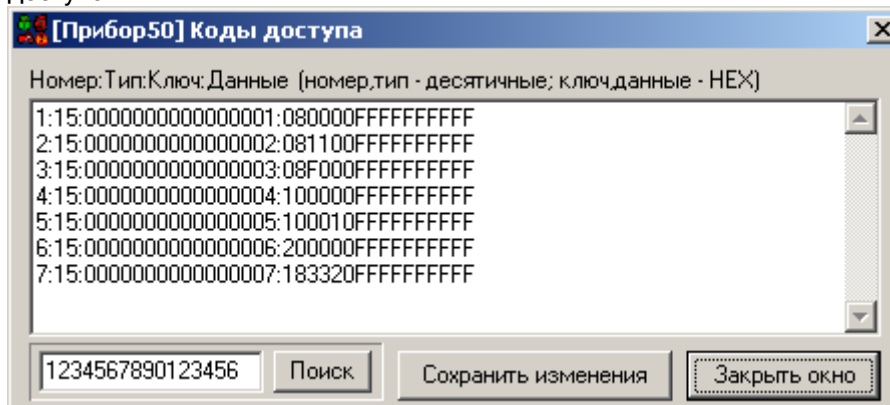 [Прибор50] Коды доступа
Номер:Тип:Ключ:Данные (номер,тип - десятичные; ключ,данные - HEX)
1:15:0000000000000001:080000FFFFFFFFFF
2:15:0000000000000002:081100FFFFFFFFFF
3:15:0000000000000003:08F000FFFFFFFFFF
4:15:0000000000000004:100000FFFFFFFFFF
5:15:0000000000000005:100010FFFFFFFFFF
6:15:0000000000000006:200000FFFFFFFFFF
7:15:0000000000000007:183320FFFFFFFFFF
1234567890123456 Поиск Сохранить изменения Закрыть окно